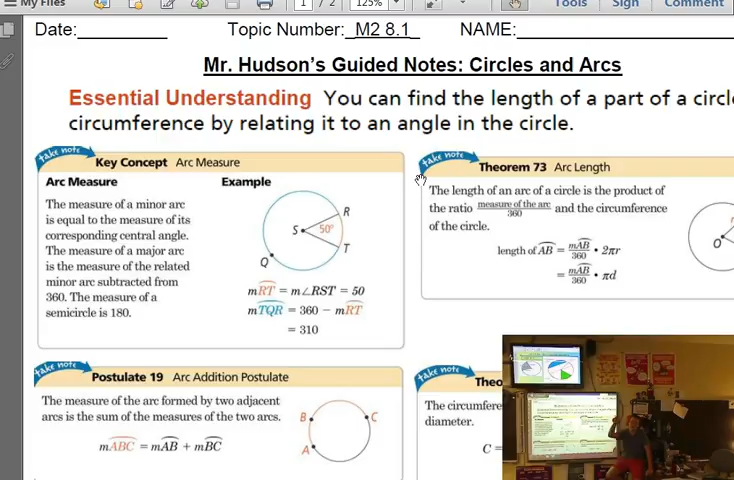 My Files
1 / 2
125%
Tools
Sign
Comment
Date:_________ Topic Number:_M2 8.1_ NAME:
Mr. Hudson's Guided Notes: Circles and Arcs
Essential Understanding You can find the length of a part of a circl
circumference by relating it to an angle in the circle.
take note
Key Concept Arc Measure
Arc Measure
The measure of a minor arc
is equal to the measure of its
corresponding central angle.
The measure of a major arc
is the measure of the related
minor arc subtracted from
360. The measure of a
semicircle is 180.
Example
R
S 50°
T
Q
mRT = m∠RST = 50
mTQR = 360 − mRT
= 310
take note
Theorem 73 Arc Length
The length of an arc of a circle is the product of
the ratio measure of the arc / 360 and the circumference
of the circle.
length of AB = mAB / 360 • 2πr
= mAB / 360 • πd
O
take note
Postulate 19 Arc Addition Postulate
The measure of the arc formed by two adjacent
arcs is the sum of the measures of the two arcs.
mABC = mAB + mBC
B
C
A
take note
Theo
The circumfere
diameter.
C =